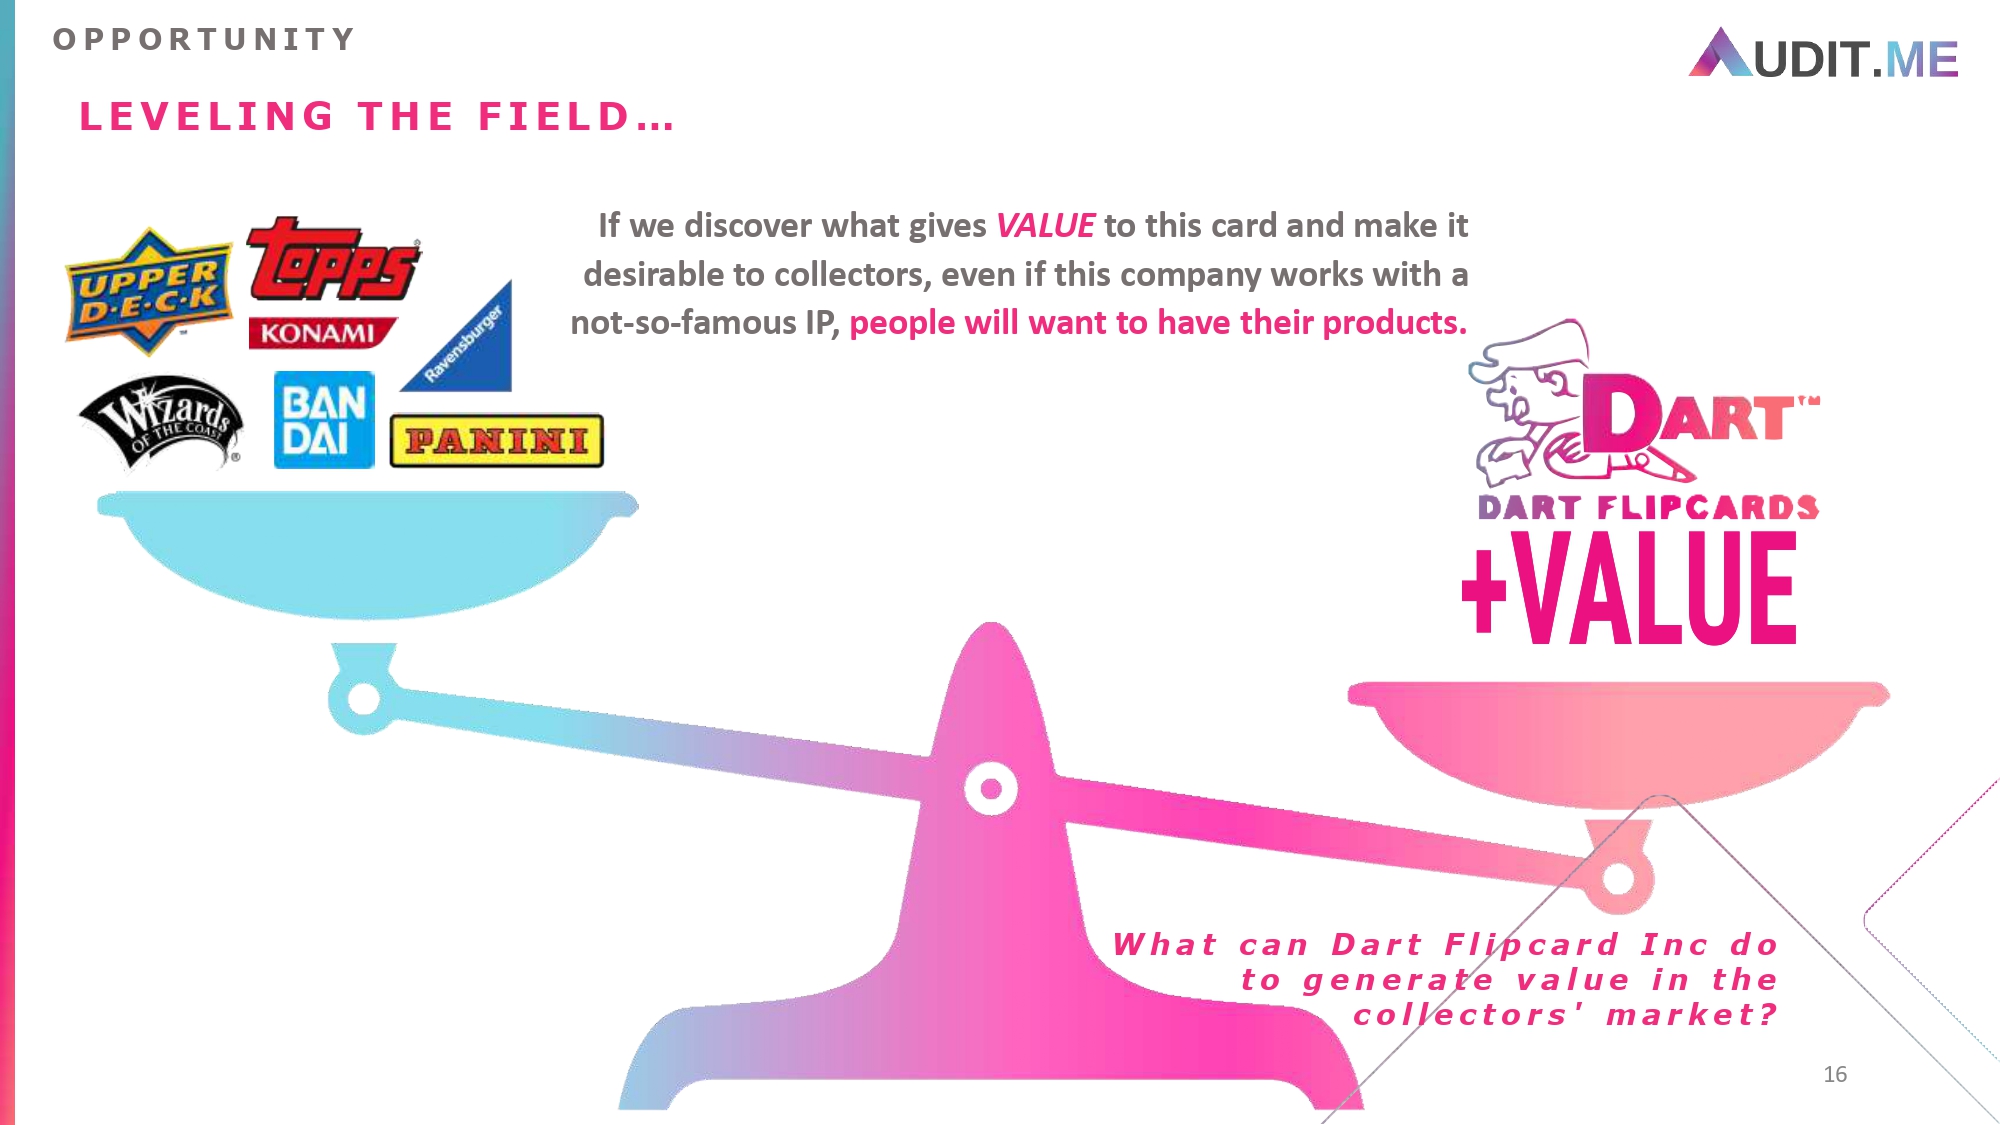 OPPORTUNITY
AUDIT.ME
LEVELING THE FIELD...
If we discover what gives VALUE to this card and make it
desirable to collectors, even if this company works with a
not-so-famous IP, people will want to have their products.
UPPER
D·E·C·K
™
topps
®
KONAMI
Ravensburger
Wizards
OF THE COAST
®
BAN
DAI
PANINI
DART™
DART FLIPCARDS
+VALUE
What can Dart Flipcard Inc do
to generate value in the
collectors' market?
16